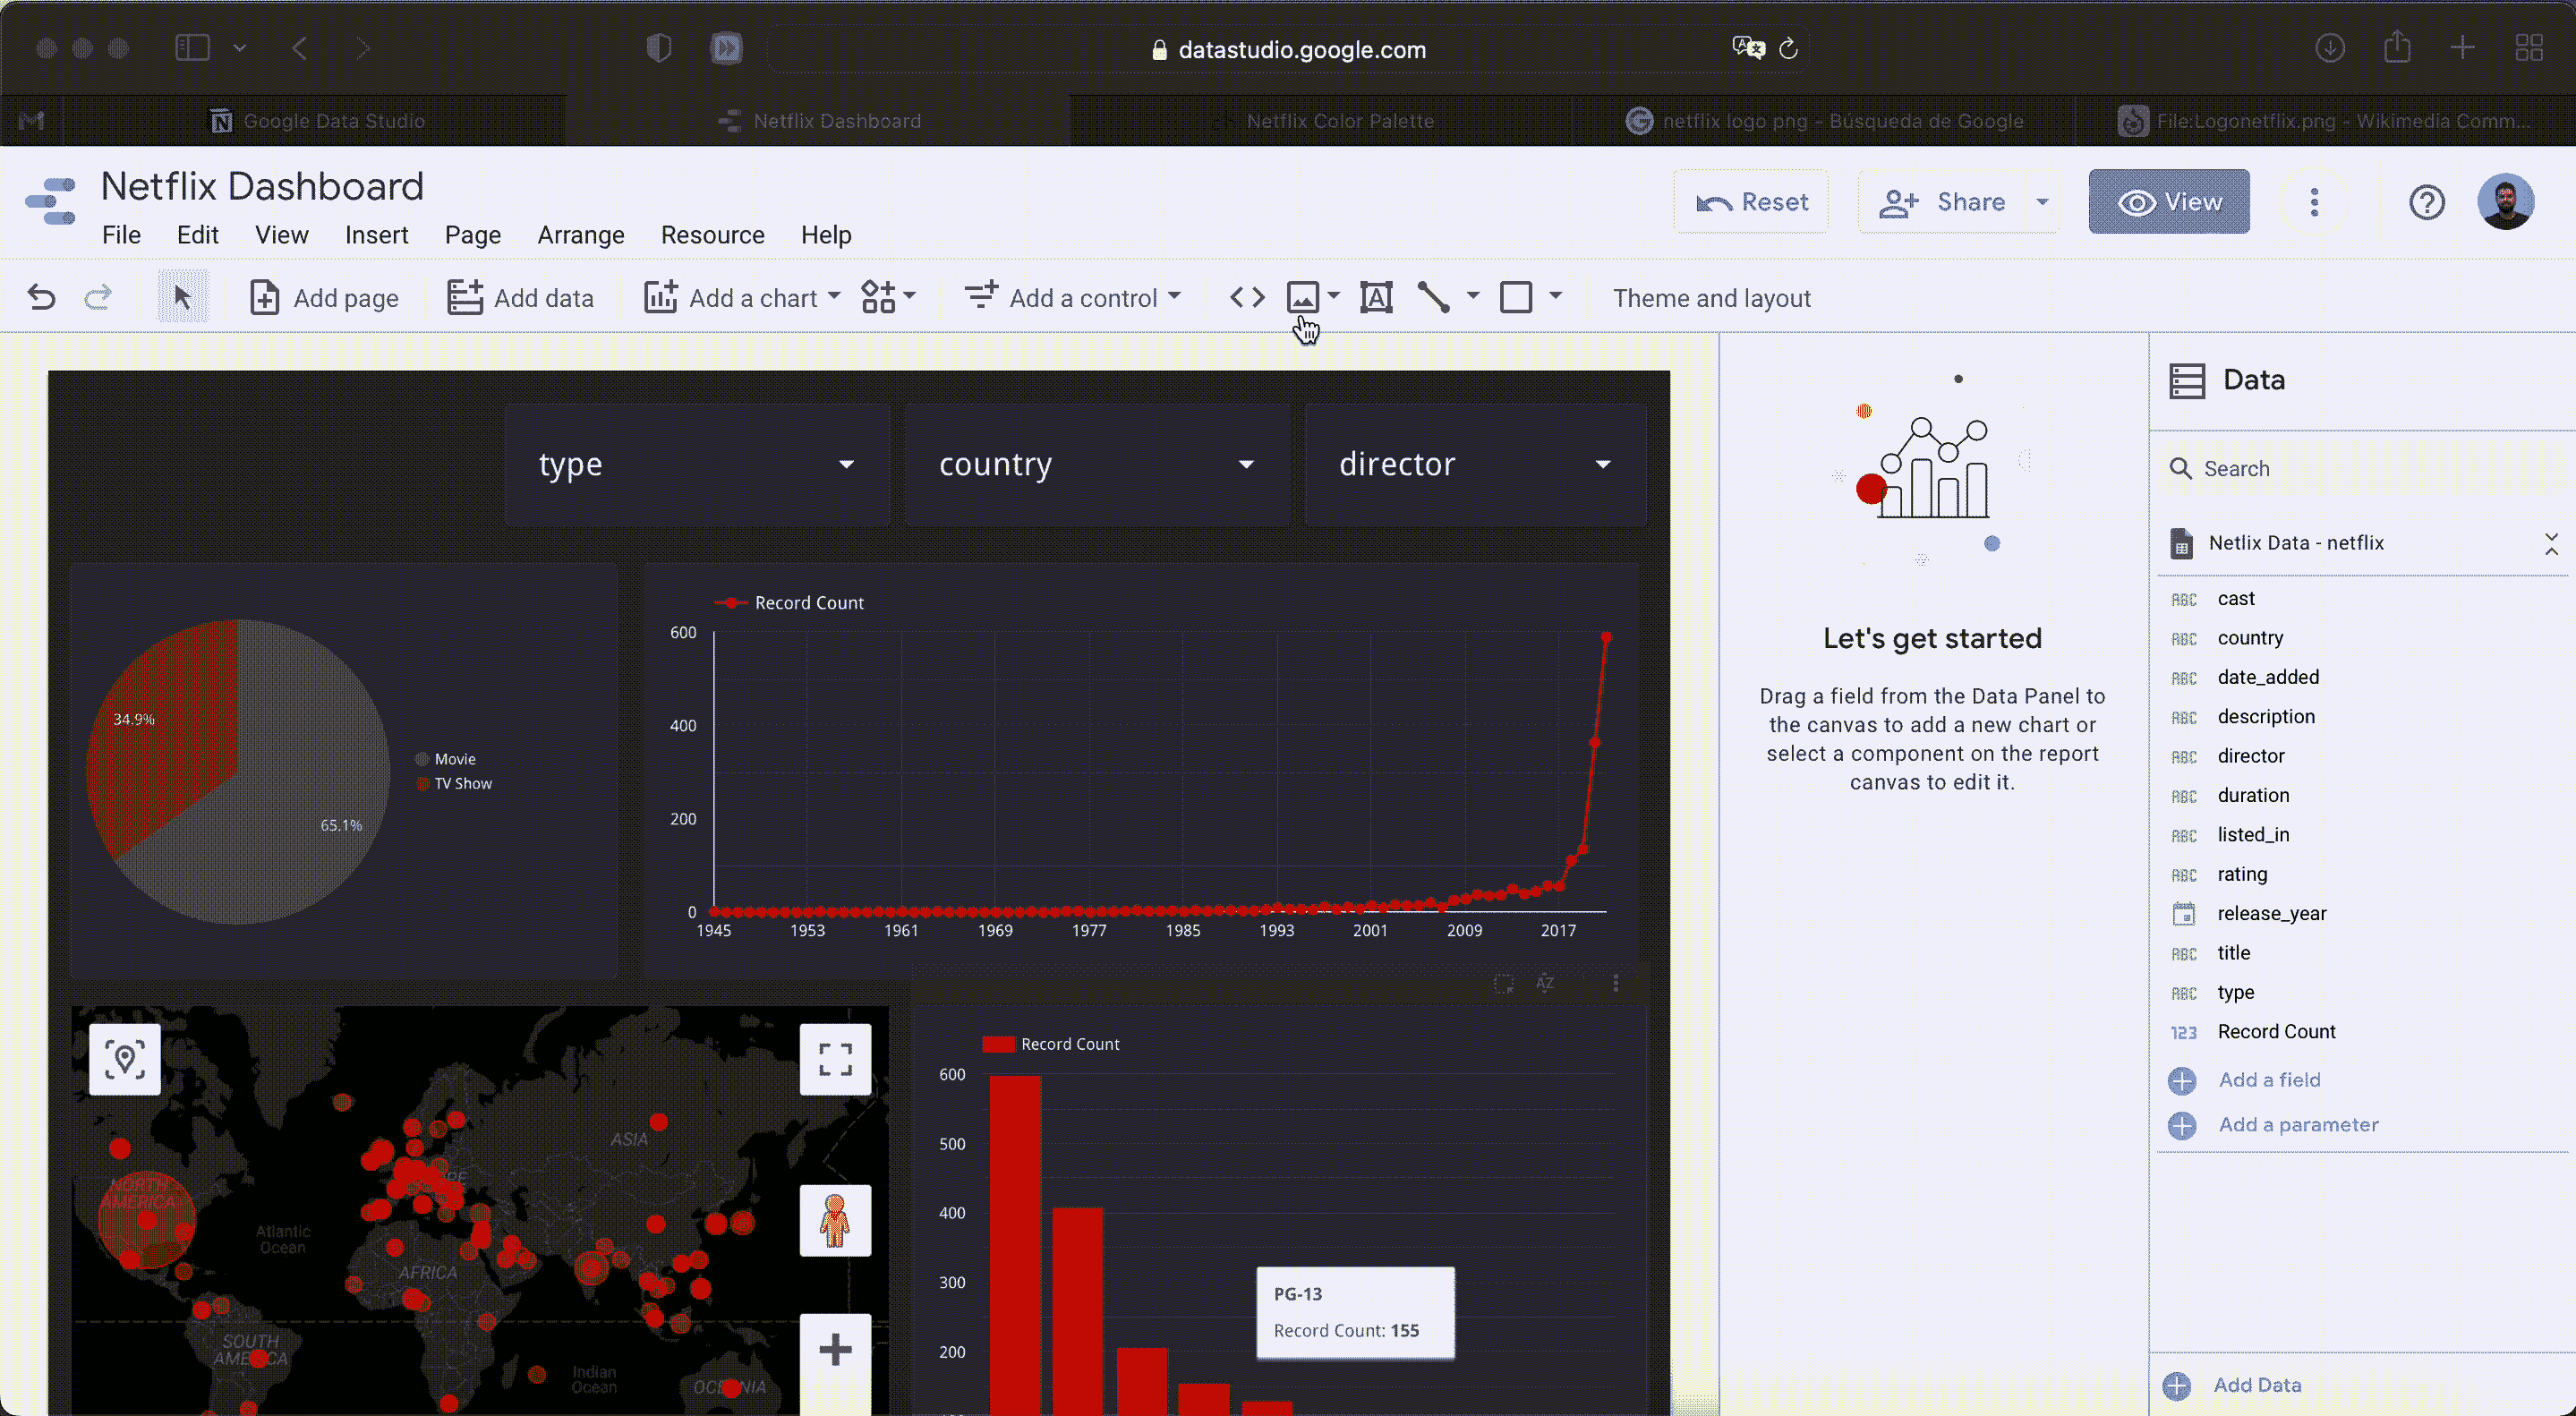 datastudio.google.com
Google Data Studio
Netflix Dashboard
Netflix Color Palette
netflix logo png - Búsqueda de Google
File:Logonetflix.png - Wikimedia Comm...
Netflix Dashboard
Reset
Share
View
File Edit View Insert Page Arrange Resource Help
Add page
Add data
Add a chart
Add a control
Theme and layout
type
country
director
34.9%
65.1%
Movie
TV Show
Record Count
600
400
200
0
1945 1953 1961 1969 1977 1985 1993 2001 2009 2017
NORTH
AMERICA
Atlantic
Ocean
ASIA
AFRICA
SOUTH
Indian
Ocean
Record Count
600
500
400
300
200
PG-13
Record Count: 155
Let's get started
Drag a field from the Data Panel to
the canvas to add a new chart or
select a component on the report
canvas to edit it.
Data
Search
Netlix Data - netflix
ABC cast
ABC country
ABC date_added
ABC description
ABC director
ABC duration
ABC listed_in
ABC rating
release_year
ABC title
ABC type
123 Record Count
Add a field
Add a parameter
Add Data